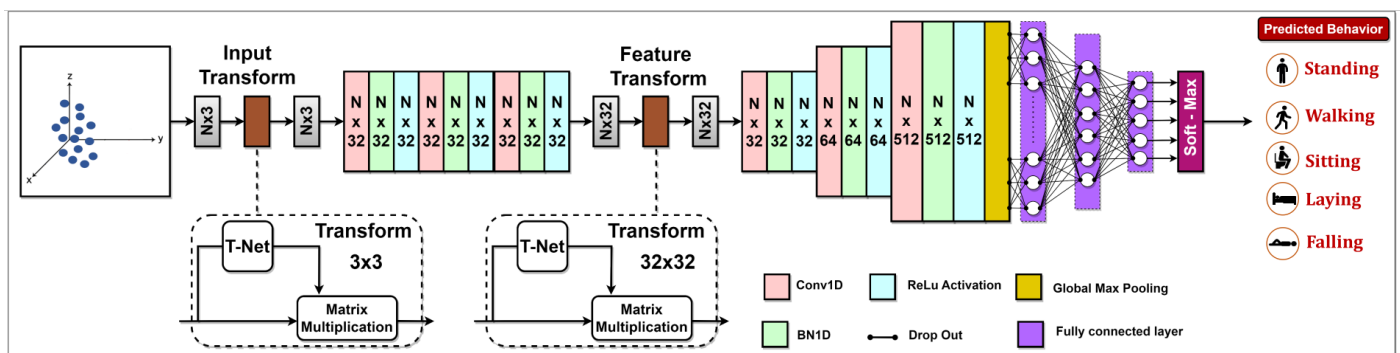 z
y
x
Nx3
Input
Transform
Nx3
N
x
32
N
x
32
N
x
32
N
x
32
N
x
32
N
x
32
N
x
32
N
x
32
N
x
32
Nx32
Feature
Transform
Nx32
N
x
32
N
x
32
N
x
32
N
x
64
N
x
64
N
x
64
N
x
512
N
x
512
N
x
512
Soft - Max
Predicted Behavior
Standing
Walking
Sitting
Laying
Falling
T-Net
Transform
3x3
Matrix
Multiplication
T-Net
Transform
32x32
Matrix
Multiplication
Conv1D
ReLu Activation
Global Max Pooling
BN1D
Drop Out
Fully connected layer